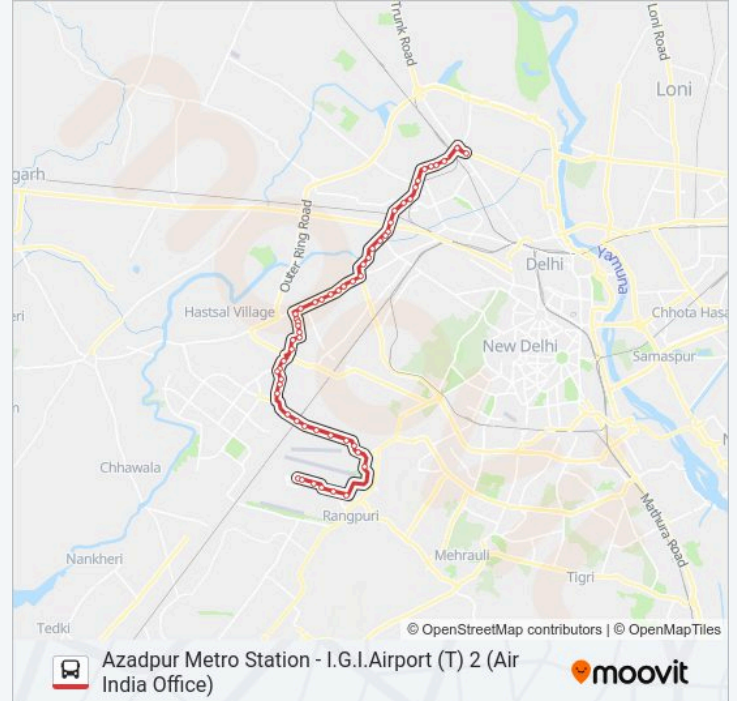 Trunk Road
Loni Road
Loni
garh
Outer Ring Road
Delhi
Yamuna
Hastsal Village
Chhota Hasa
New Delhi
Samaspur
eri
n
Chhawala
Rangpuri
Mathura Road
N
Nankheri
Mehrauli
Tigri
Tedki
© OpenStreetMap contributors | © OpenMapTiles
Azadpur Metro Station - I.G.I.Airport (T) 2 (Air
India Office)
moovit